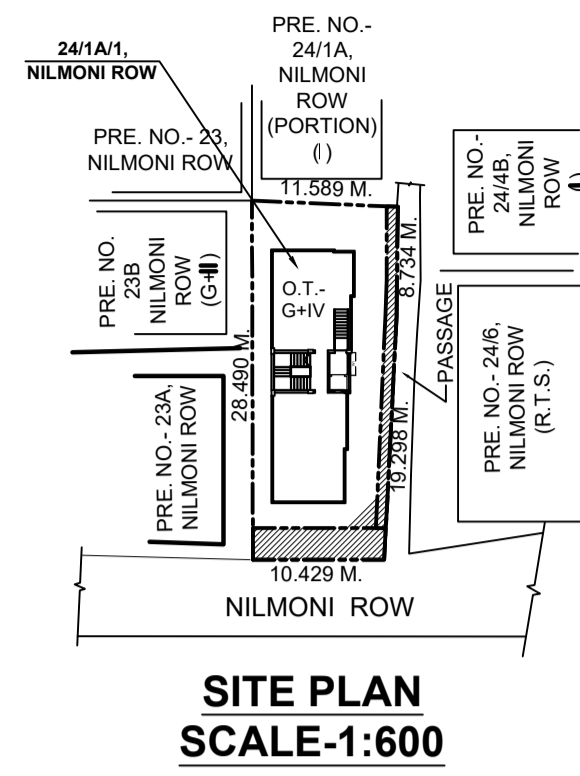 24/1A/1,
NILMONI ROW
PRE. NO.-
24/1A,
NILMONI
ROW
(PORTION)
PRE. NO.- 23,
NILMONI ROW
11.589 M.
PRE. NO.-
24/4B,
NILMONI
ROW
PRE. NO.
23B
NILMONI
ROW
O.T.-
G+IV
8.734 M.
PASSAGE
28.490 M.
19.298 M.
PRE. NO.- 24/6,
NILMONI ROW
(R.T.S.)
PRE. NO.- 23A,
NILMONI ROW
10.429 M.
NILMONI ROW
SITE PLAN
SCALE-1:600